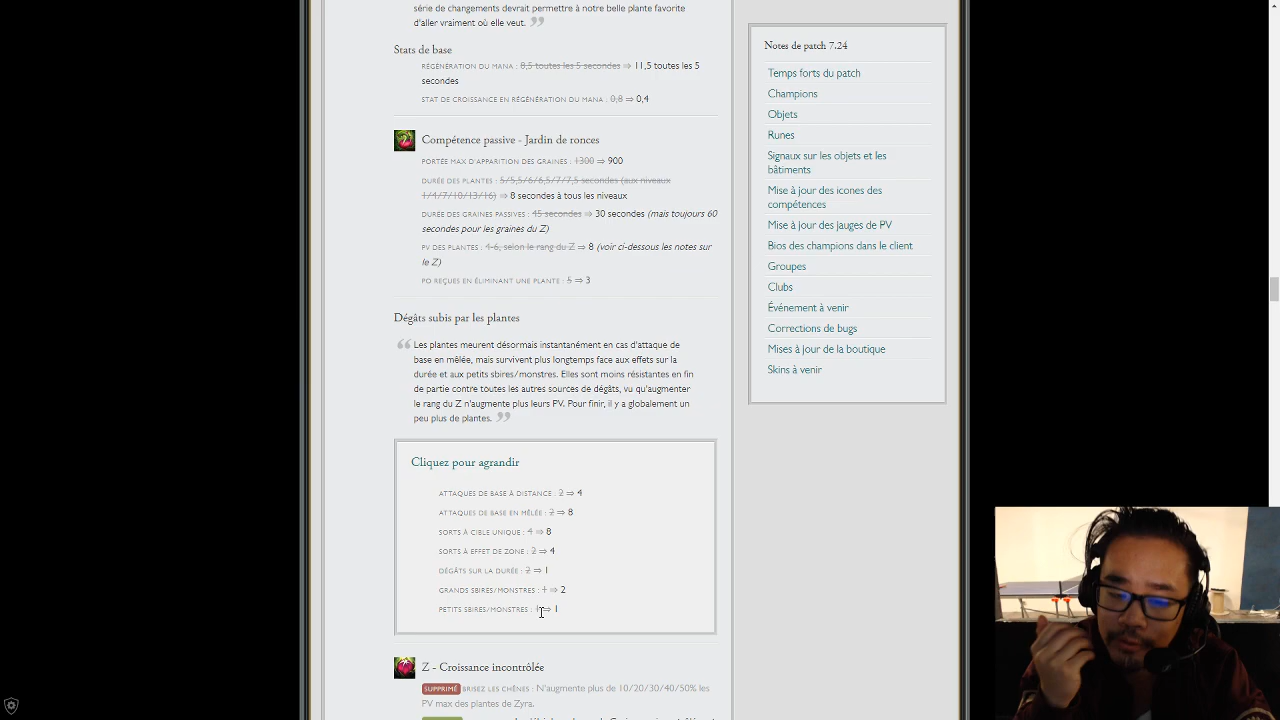 série de changements devrait permettre à notre belle plante favorite
d'aller vraiment où elle veut. ”
Stats de base
RÉGÉNÉRATION DU MANA : 8,5 toutes les 5 secondes ⇒ 11,5 toutes les 5
secondes
STAT DE CROISSANCE EN RÉGÉNÉRATION DU MANA : 0,8 ⇒ 0,4
Compétence passive - Jardin de ronces
PORTÉE MAX D'APPARITION DES GRAINES : 1300 ⇒ 900
DURÉE DES PLANTES : 5/5,5/6/6,5/7/7,5 secondes (aux niveaux
1/4/7/10/13/16) ⇒ 8 secondes à tous les niveaux
DURÉE DES GRAINES PASSIVES : 45 secondes ⇒ 30 secondes (mais toujours 60
secondes pour les graines du Z)
PV DES PLANTES : 4-6, selon le rang du Z ⇒ 8 (voir ci-dessous les notes sur
le Z)
PO REÇUES EN ÉLIMINANT UNE PLANTE : 5 ⇒ 3
Dégâts subis par les plantes
“ Les plantes meurent désormais instantanément en cas d'attaque de
base en mêlée, mais survivent plus longtemps face aux effets sur la
durée et aux petits sbires/monstres. Elles sont moins résistantes en fin
de partie contre toutes les autres sources de dégâts, vu qu'augmenter
le rang du Z n'augmente plus leurs PV. Pour finir, il y a globalement un
peu plus de plantes. ”
Cliquez pour agrandir
ATTAQUES DE BASE À DISTANCE : 2 ⇒ 4
ATTAQUES DE BASE EN MÊLÉE : 2 ⇒ 8
SORTS À CIBLE UNIQUE : 4 ⇒ 8
SORTS À EFFET DE ZONE : 2 ⇒ 4
DÉGÂTS SUR LA DURÉE : 2 ⇒ 1
GRANDS SBIRES/MONSTRES : 1 ⇒ 2
PETITS SBIRES/MONSTRES : ⇒ 1
Z - Croissance incontrôlée
SUPPRIMÉ BRISEZ LES CHÊNES : N'augmente plus de 10/20/30/40/50% les
PV max des plantes de Zyra.
Notes de patch 7.24
Temps forts du patch
Champions
Objets
Runes
Signaux sur les objets et les
bâtiments
Mise à jour des icones des
compétences
Mise à jour des jauges de PV
Bios des champions dans le client
Groupes
Clubs
Événement à venir
Corrections de bugs
Mises à jour de la boutique
Skins à venir